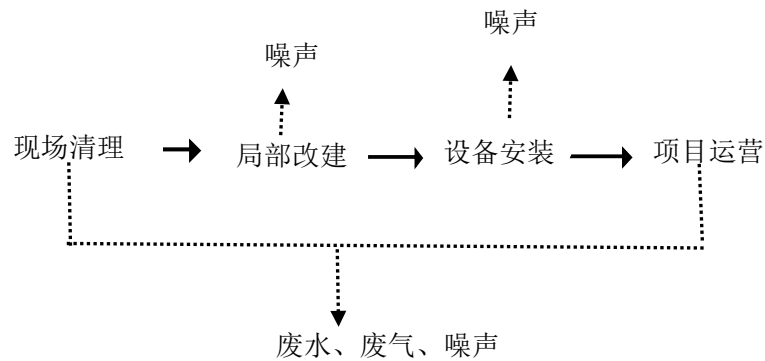 噪声
噪声
现场清理
局部改建
设备安装
项目运营
废水、废气、噪声